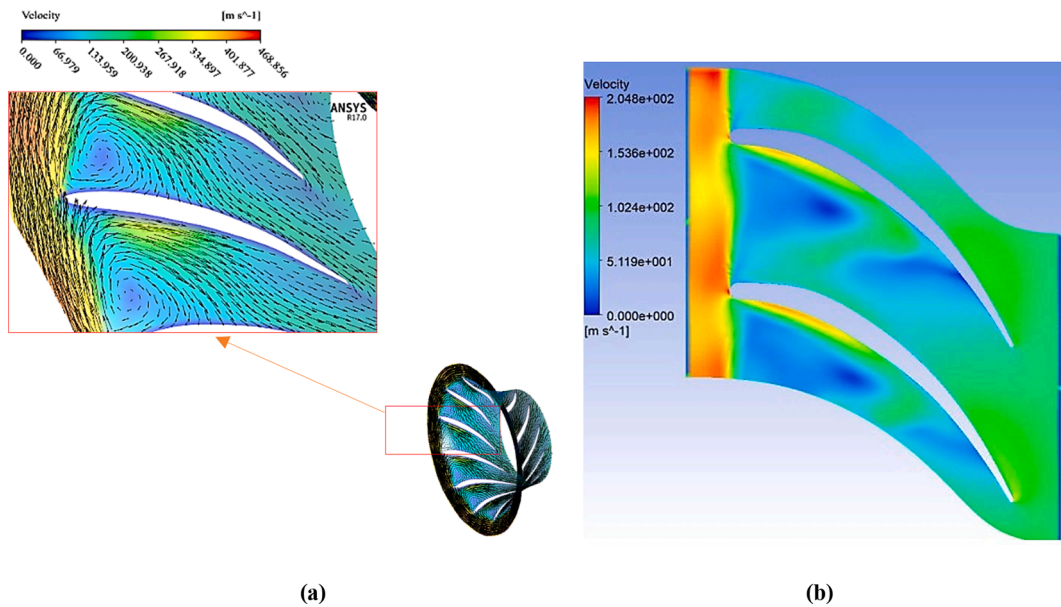 Velocity [m s^-1]
0.000 66.979 133.959 200.938 267.918 334.897 401.877 468.856
ANSYS
R17.0
Velocity
2.048e+002
1.536e+002
1.024e+002
5.119e+001
0.000e+000
[m s^-1]
(a) (b)